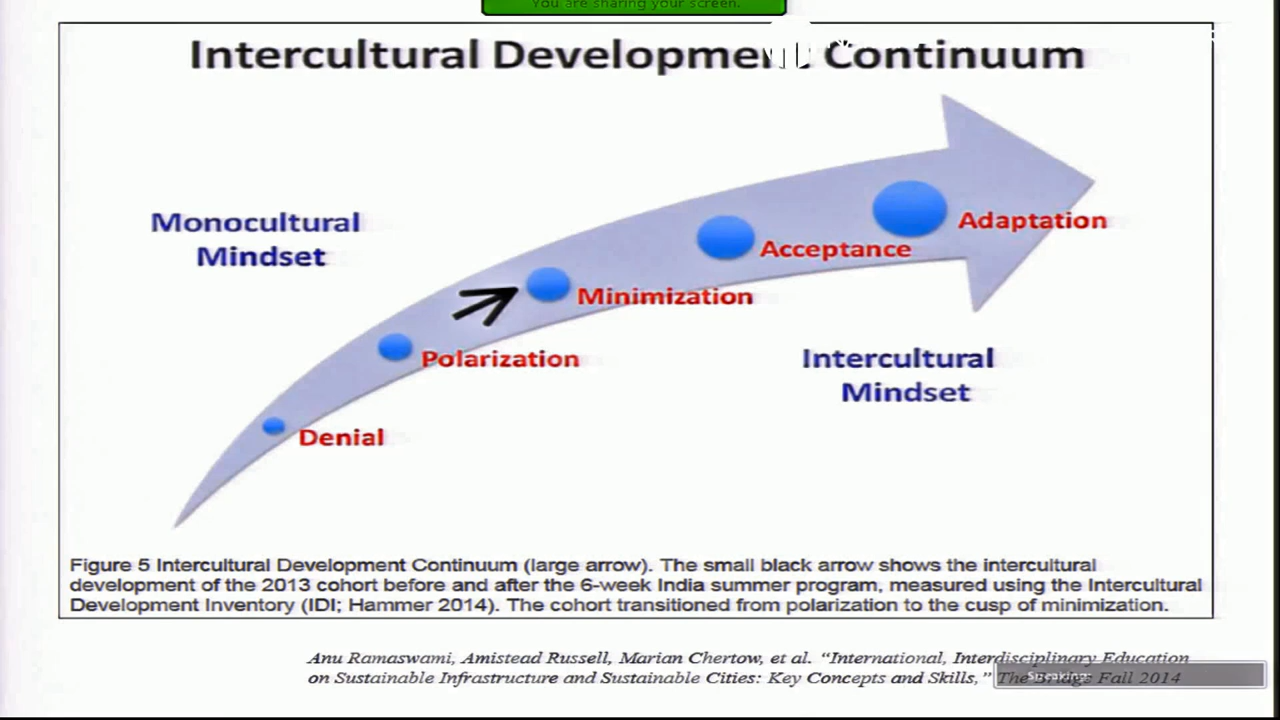 You are sharing your screen.
Intercultural Development Continuum
Monocultural
Mindset
Adaptation
Acceptance
Minimization
Polarization
Intercultural
Mindset
Denial
Figure 5 Intercultural Development Continuum (large arrow). The small black arrow shows the intercultural
development of the 2013 cohort before and after the 6-week India summer program, measured using the Intercultural
Development Inventory (IDI; Hammer 2014). The cohort transitioned from polarization to the cusp of minimization.
Anu Ramaswami, Amistead Russell, Marian Chertow, et al. “International, Interdisciplinary Education
on Sustainable Infrastructure and Sustainable Cities: Key Concepts and Skills,” The Bridge Fall 2014
Speaking: